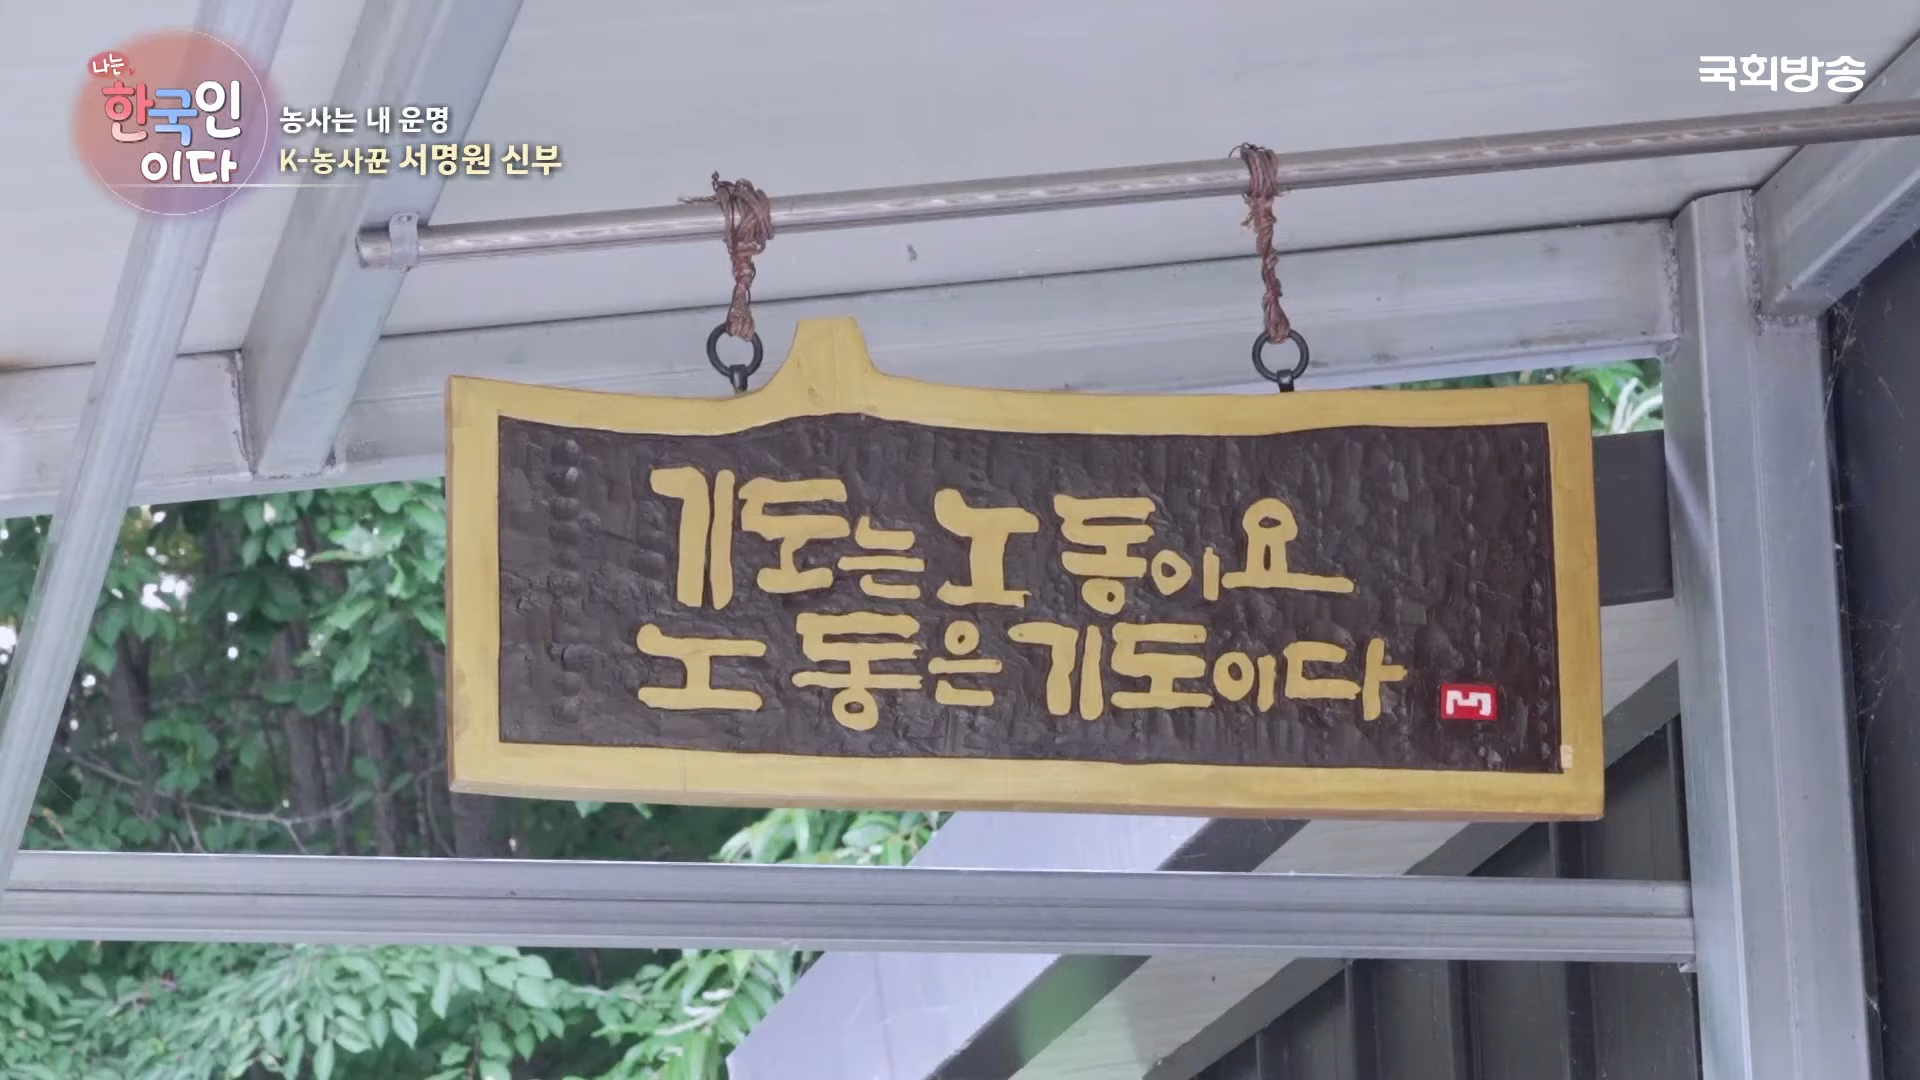 나는
한국인
이다
농사는 내 운명
K-농사꾼 서명원 신부
국회방송
기도는 노동이요
노동은 기도이다